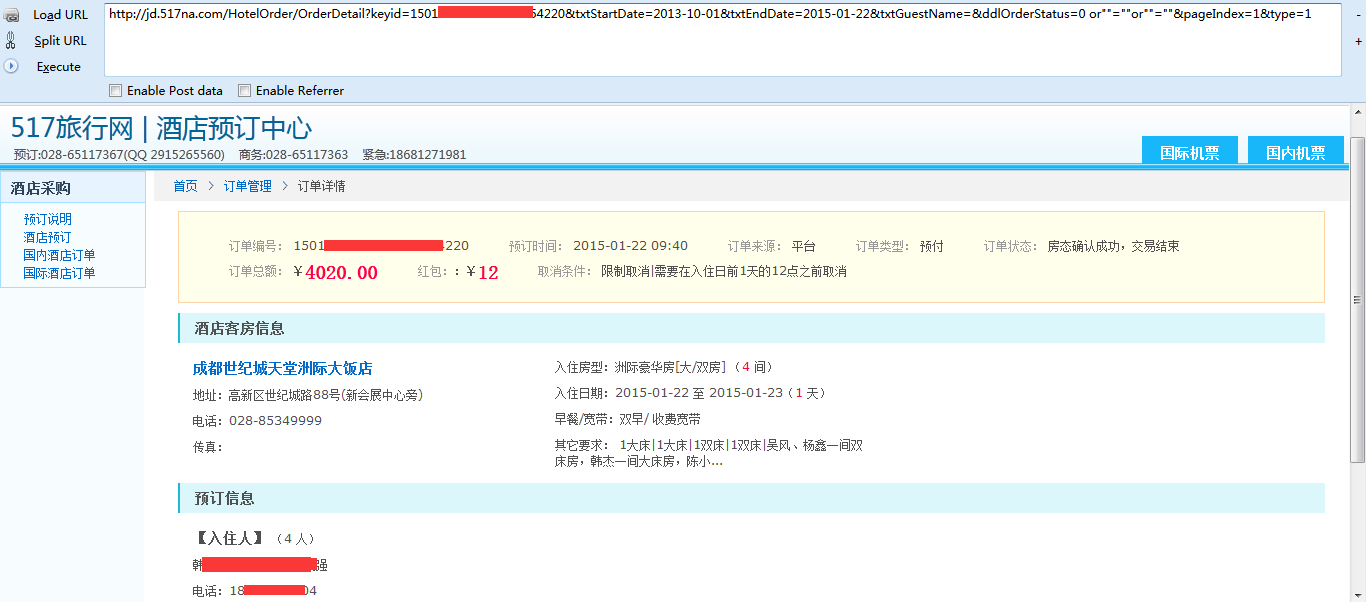 Load URL
Split URL
Execute
http://jd.517na.com/HotelOrder/OrderDetail?keyid=1501 54220&txtStartDate=2013-10-01&txtEndDate=2015-01-22&txtGuestName=&ddlOrderStatus=0 or""=""or""=""&pageIndex=1&type=1
- +
Enable Post data Enable Referrer
517旅行网 | 酒店预订中心
预订:028-65117367(QQ 2915265560) 商务:028-65117363 紧急:18681271981
国际机票 国内机票
酒店采购
预订说明
酒店预订
国内酒店订单
国际酒店订单
首页 > 订单管理 > 订单详情
订单编号: 1501 220 预订时间: 2015-01-22 09:40 订单来源: 平台 订单类型: 预付 订单状态: 房态确认成功，交易结束
订单总额: ￥4020.00 红包: : ￥12 取消条件: 限制取消|需要在入住日前1天的12点之前取消
酒店客房信息
成都世纪城天堂洲际大饭店
地址: 高新区世纪城路88号(新会展中心旁)
电话: 028-85349999
传真:
入住房型: 洲际豪华房[大/双房] （4 间）
入住日期: 2015-01-22 至 2015-01-23（1 天）
早餐/宽带: 双早/ 收费宽带
其它要求: 1大床|1大床|1双床|1双床|吴风、杨鑫一间双
床房，韩杰一间大床房，陈小...
预订信息
【入住人】（4 人）
韩 强
电话: 18 04